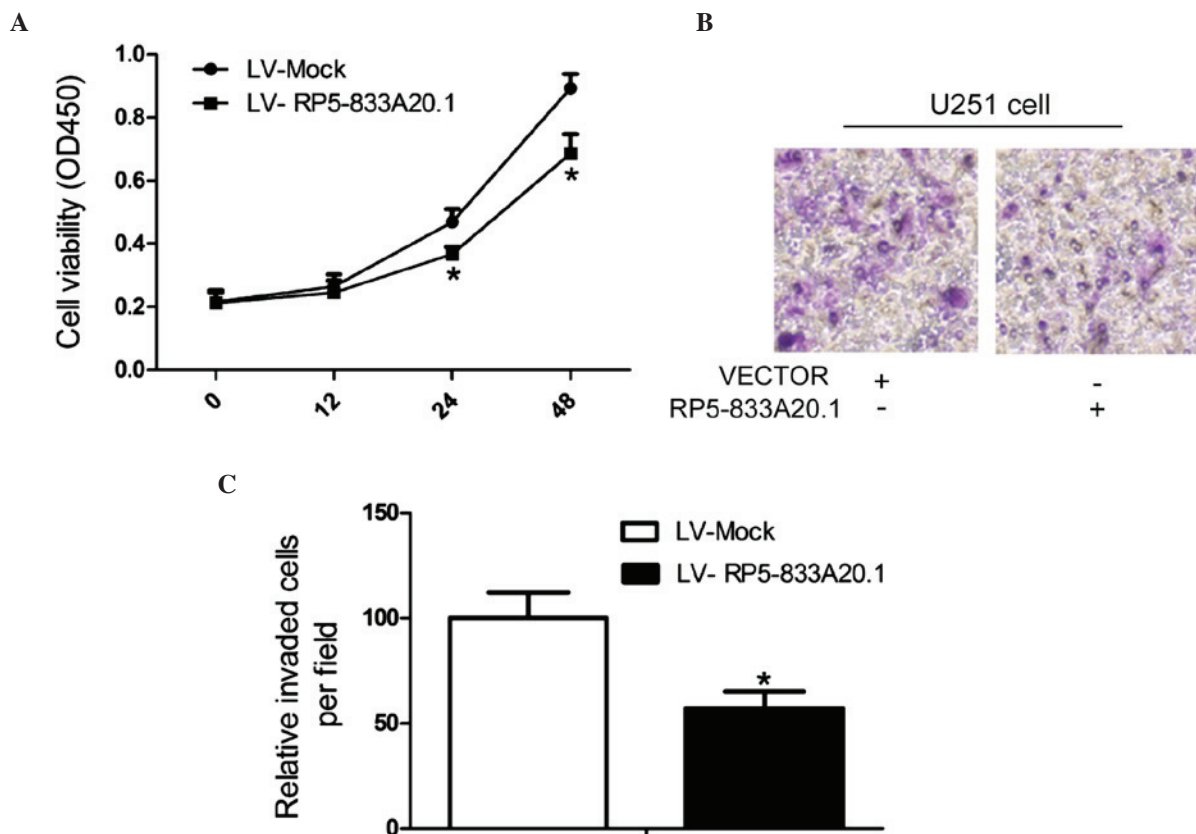 A
Cell viability (OD450)
1.0
0.8
0.6
0.4
0.2
0.0
LV-Mock
LV- RP5-833A20.1
*
*
0
12
24
48
B
U251 cell
VECTOR + -
RP5-833A20.1 - +
C
Relative invaded cells
per field
150
100
50
0
LV-Mock
LV- RP5-833A20.1
*